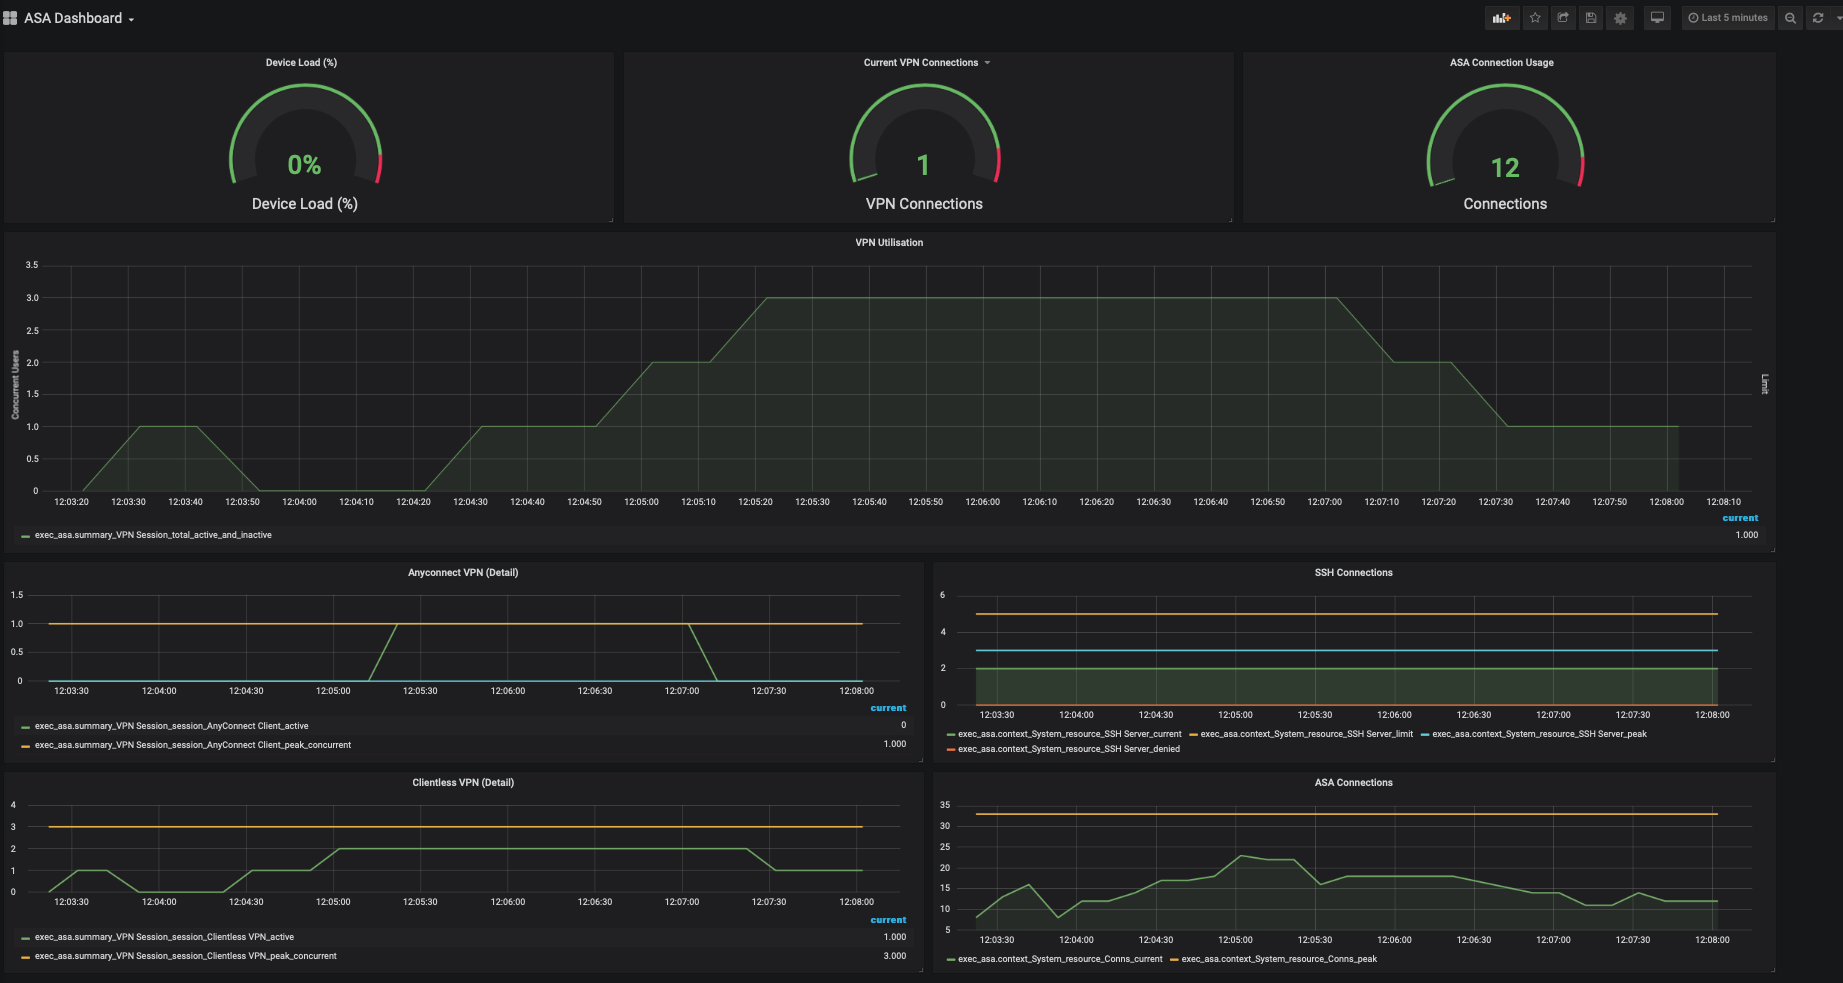 ASA Dashboard
Last 5 minutes
Device Load (%)
0%
Device Load (%)
Current VPN Connections
1
VPN Connections
ASA Connection Usage
12
Connections
VPN Utilisation
Concurrent Users
3.5
3.0
2.5
2.0
1.5
1.0
0.5
0
Limit
12:03:20 12:03:30 12:03:40 12:03:50 12:04:00 12:04:10 12:04:20 12:04:30 12:04:40 12:04:50 12:05:00 12:05:10 12:05:20 12:05:30 12:05:40 12:05:50 12:06:00 12:06:10 12:06:20 12:06:30 12:06:40 12:06:50 12:07:00 12:07:10 12:07:20 12:07:30 12:07:40 12:07:50 12:08:00 12:08:10
current
exec_asa.summary_VPN Session_total_active_and_inactive 1.000
Anyconnect VPN (Detail)
1.5
1.0
0.5
0
12:03:30 12:04:00 12:04:30 12:05:00 12:05:30 12:06:00 12:06:30 12:07:00 12:07:30 12:08:00
current
exec_asa.summary_VPN Session_session_AnyConnect Client_active 0
exec_asa.summary_VPN Session_session_AnyConnect Client_peak_concurrent 1.000
SSH Connections
6
4
2
0
12:03:30 12:04:00 12:04:30 12:05:00 12:05:30 12:06:00 12:06:30 12:07:00 12:07:30 12:08:00
exec_asa.context_System_resource_SSH Server_current exec_asa.context_System_resource_SSH Server_limit exec_asa.context_System_resource_SSH Server_peak
exec_asa.context_System_resource_SSH Server_denied
Clientless VPN (Detail)
4
3
2
1
0
12:03:30 12:04:00 12:04:30 12:05:00 12:05:30 12:06:00 12:06:30 12:07:00 12:07:30 12:08:00
current
exec_asa.summary_VPN Session_session_Clientless VPN_active 1.000
exec_asa.summary_VPN Session_session_Clientless VPN_peak_concurrent 3.000
ASA Connections
35
30
25
20
15
10
5
12:03:30 12:04:00 12:04:30 12:05:00 12:05:30 12:06:00 12:06:30 12:07:00 12:07:30 12:08:00
exec_asa.context_System_resource_Conns_current exec_asa.context_System_resource_Conns_peak